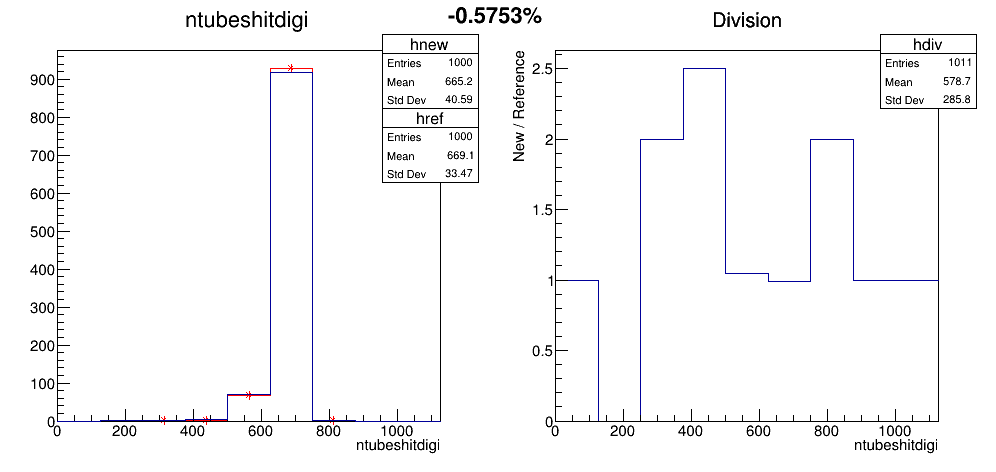 ntubeshitdigi
-0.5753%
Division
hnew
Entries 1000
Mean 665.2
Std Dev 40.59
href
Entries 1000
Mean 669.1
Std Dev 33.47
900
800
700
600
500
400
300
200
100
0
0 200 400 600 800 1000
ntubeshitdigi
hdiv
Entries 1011
Mean 578.7
Std Dev 285.8
New / Reference
2.5
2
1.5
1
0.5
0
0 200 400 600 800 1000
ntubeshitdigi